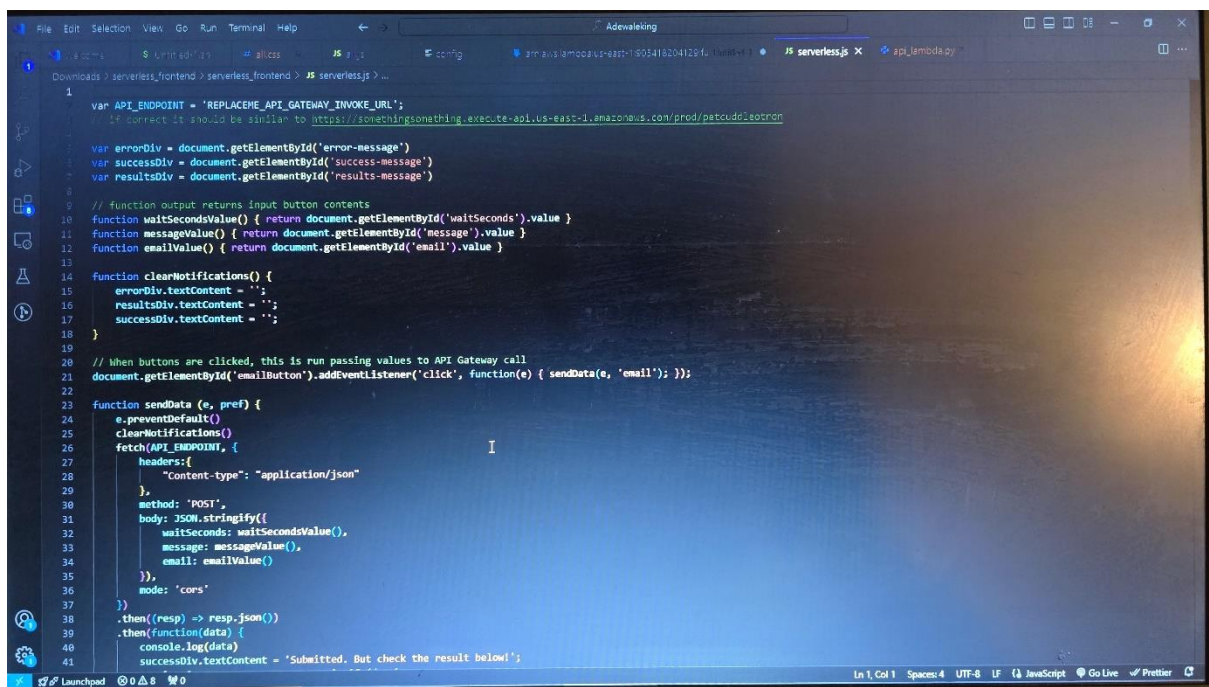 File Edit Selection View Go Run Terminal Help
Adewaleking
all.css
config
serverless.js
api_lambda.py
Downloads > serverless_frontend > serverless_frontend > JS serverless.js > ...
1
var API_ENDPOINT = 'REPLACEME_API_GATEWAY_INVOKE_URL';
// if correct it should be similar to https://somethingsomething.execute-api.us-east-1.amazonaws.com/prod/petcuddleotron
var errorDiv = document.getElementById('error-message')
var successDiv = document.getElementById('success-message')
var resultsDiv = document.getElementById('results-message')
8
9 // function output returns input button contents
10 function waitSecondsValue() { return document.getElementById('waitSeconds').value }
11 function messageValue() { return document.getElementById('message').value }
12 function emailValue() { return document.getElementById('email').value }
13
14 function clearNotifications() {
15 errorDiv.textContent = '';
16 resultsDiv.textContent = '';
17 successDiv.textContent = '';
18 }
19
20 // When buttons are clicked, this is run passing values to API Gateway call
21 document.getElementById('emailButton').addEventListener('click', function(e) { sendData(e, 'email'); });
22
23 function sendData (e, pref) {
24 e.preventDefault()
25 clearNotifications()
26 fetch(API_ENDPOINT, {
27 headers:{
28 "Content-type": "application/json"
29 },
30 method: 'POST',
31 body: JSON.stringify({
32 waitSeconds: waitSecondsValue(),
33 message: messageValue(),
34 email: emailValue()
35 }),
36 mode: 'cors'
37 })
38 .then((resp) => resp.json())
39 .then(function(data) {
40 console.log(data)
41 successDiv.textContent = 'Submitted. But check the result below!';
Launchpad 0 8 0
Ln 1, Col 1 Spaces: 4 UTF-8 LF JavaScript Go Live Prettier